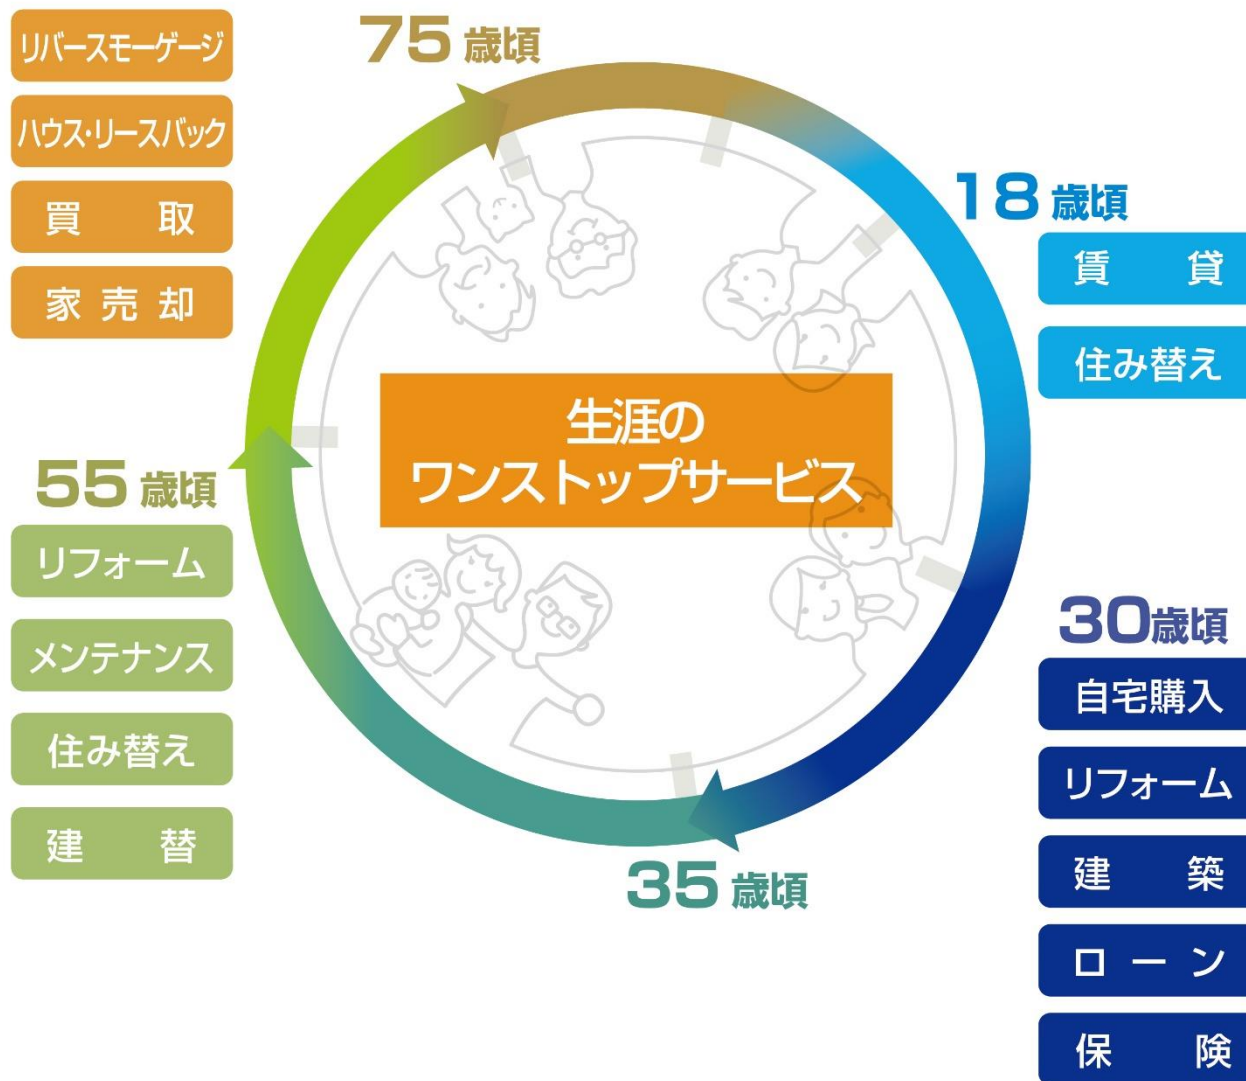 75 歳頃
リバースモーゲージ
ハウス・リースバック
買 取
家 売 却
18 歳頃
賃 貸
住み替え
生涯の
ワンストップサービス
55 歳頃
リフォーム
メンテナンス
住み替え
建 替
30歳頃
自宅購入
リフォーム
建 築
ロ ー ン
保 険
35 歳頃